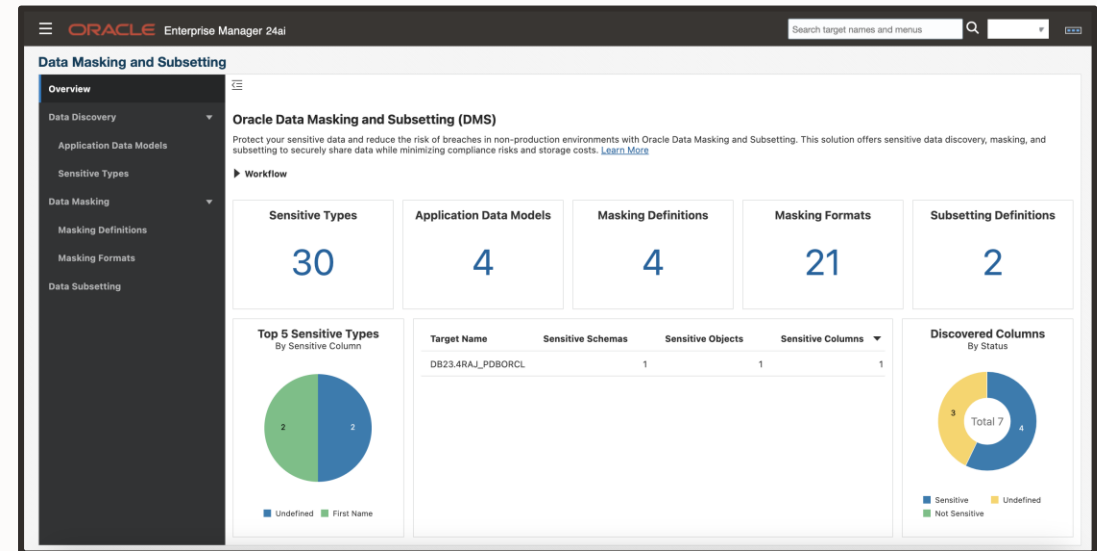 ORACLE Enterprise Manager 24ai
Search target names and menus
Data Masking and Subsetting
Overview
Data Discovery
Application Data Models
Sensitive Types
Data Masking
Masking Definitions
Masking Formats
Data Subsetting
Oracle Data Masking and Subsetting (DMS)
Protect your sensitive data and reduce the risk of breaches in non-production environments with Oracle Data Masking and Subsetting. This solution offers sensitive data discovery, masking, and
subsetting to securely share data while minimizing compliance risks and storage costs. Learn More
Workflow
Sensitive Types
30
Application Data Models
4
Masking Definitions
4
Masking Formats
21
Subsetting Definitions
2
Top 5 Sensitive Types
By Sensitive Column
2 2
Undefined First Name
Target Name Sensitive Schemas Sensitive Objects Sensitive Columns
DB23.4RAJ_PDBORCL 1 1 1
Discovered Columns
By Status
3 Total 7 4
Sensitive Undefined
Not Sensitive